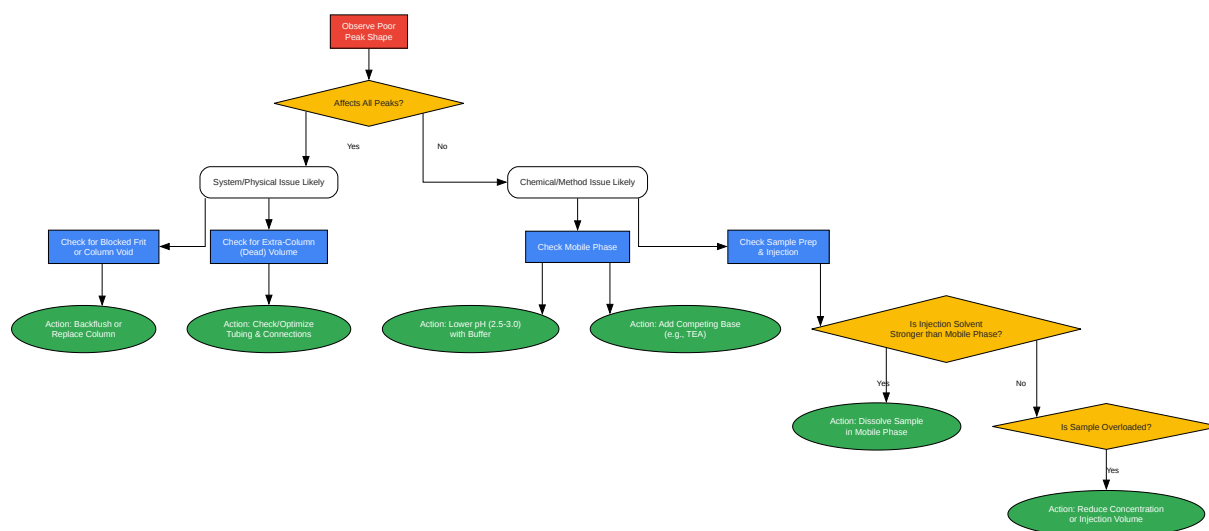 Observe Poor
Peak Shape
Affects All Peaks?
Yes
No
System/Physical Issue Likely
Chemical/Method Issue Likely
Check for Blocked Frit
or Column Void
Check for Extra-Column
(Dead) Volume
Check Mobile Phase
Check Sample Prep
& Injection
Action: Backflush or
Replace Column
Action: Check/Optimize
Tubing & Connections
Action: Lower pH (2.5-3.0)
with Buffer
Action: Add Competing Base
(e.g., TEA)
Is Injection Solvent
Stronger than Mobile Phase?
Yes
No
Action: Dissolve Sample
in Mobile Phase
Is Sample Overloaded?
Yes
Action: Reduce Concentration
or Injection Volume